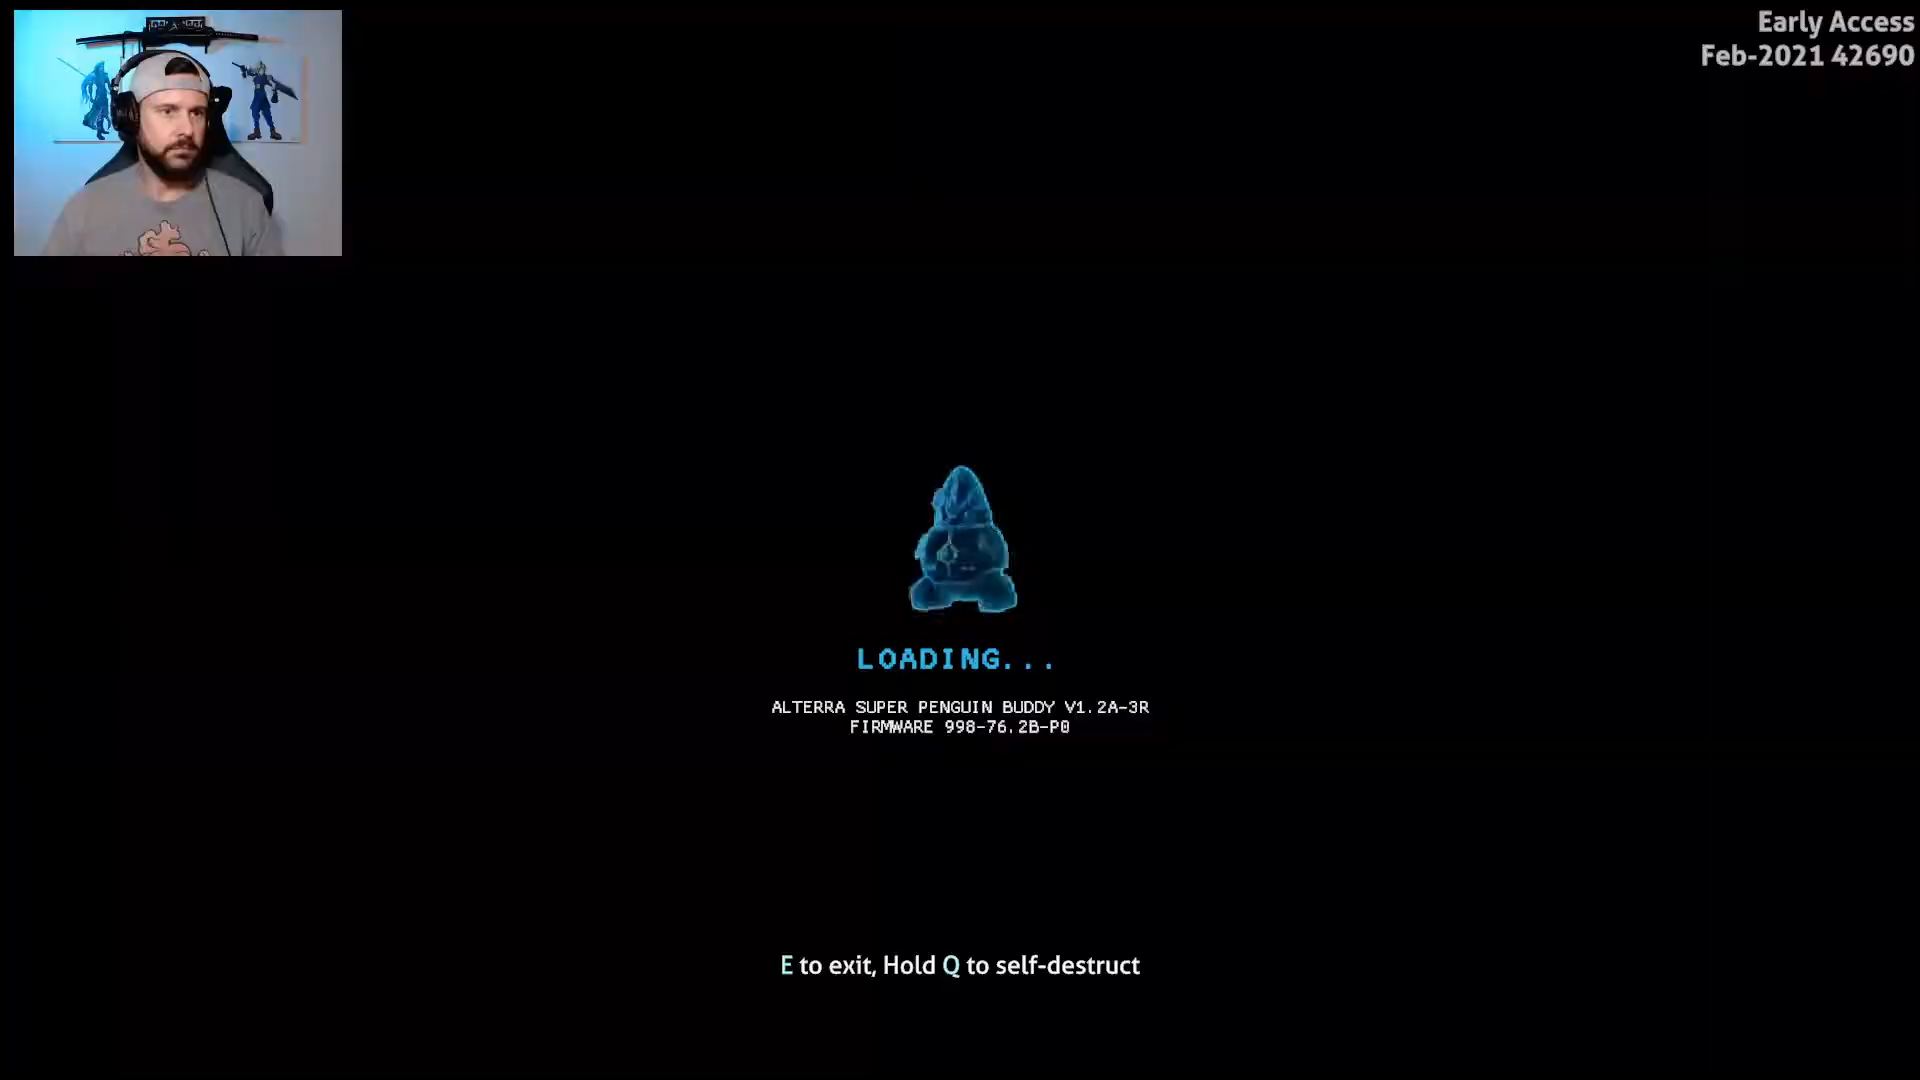 Early Access
Feb-2021 42690
LOADING...
ALTERRA SUPER PENGUIN BUDDY V1.2A-3R
FIRMWARE 998-76.2B-P0
E to exit, Hold Q to self-destruct